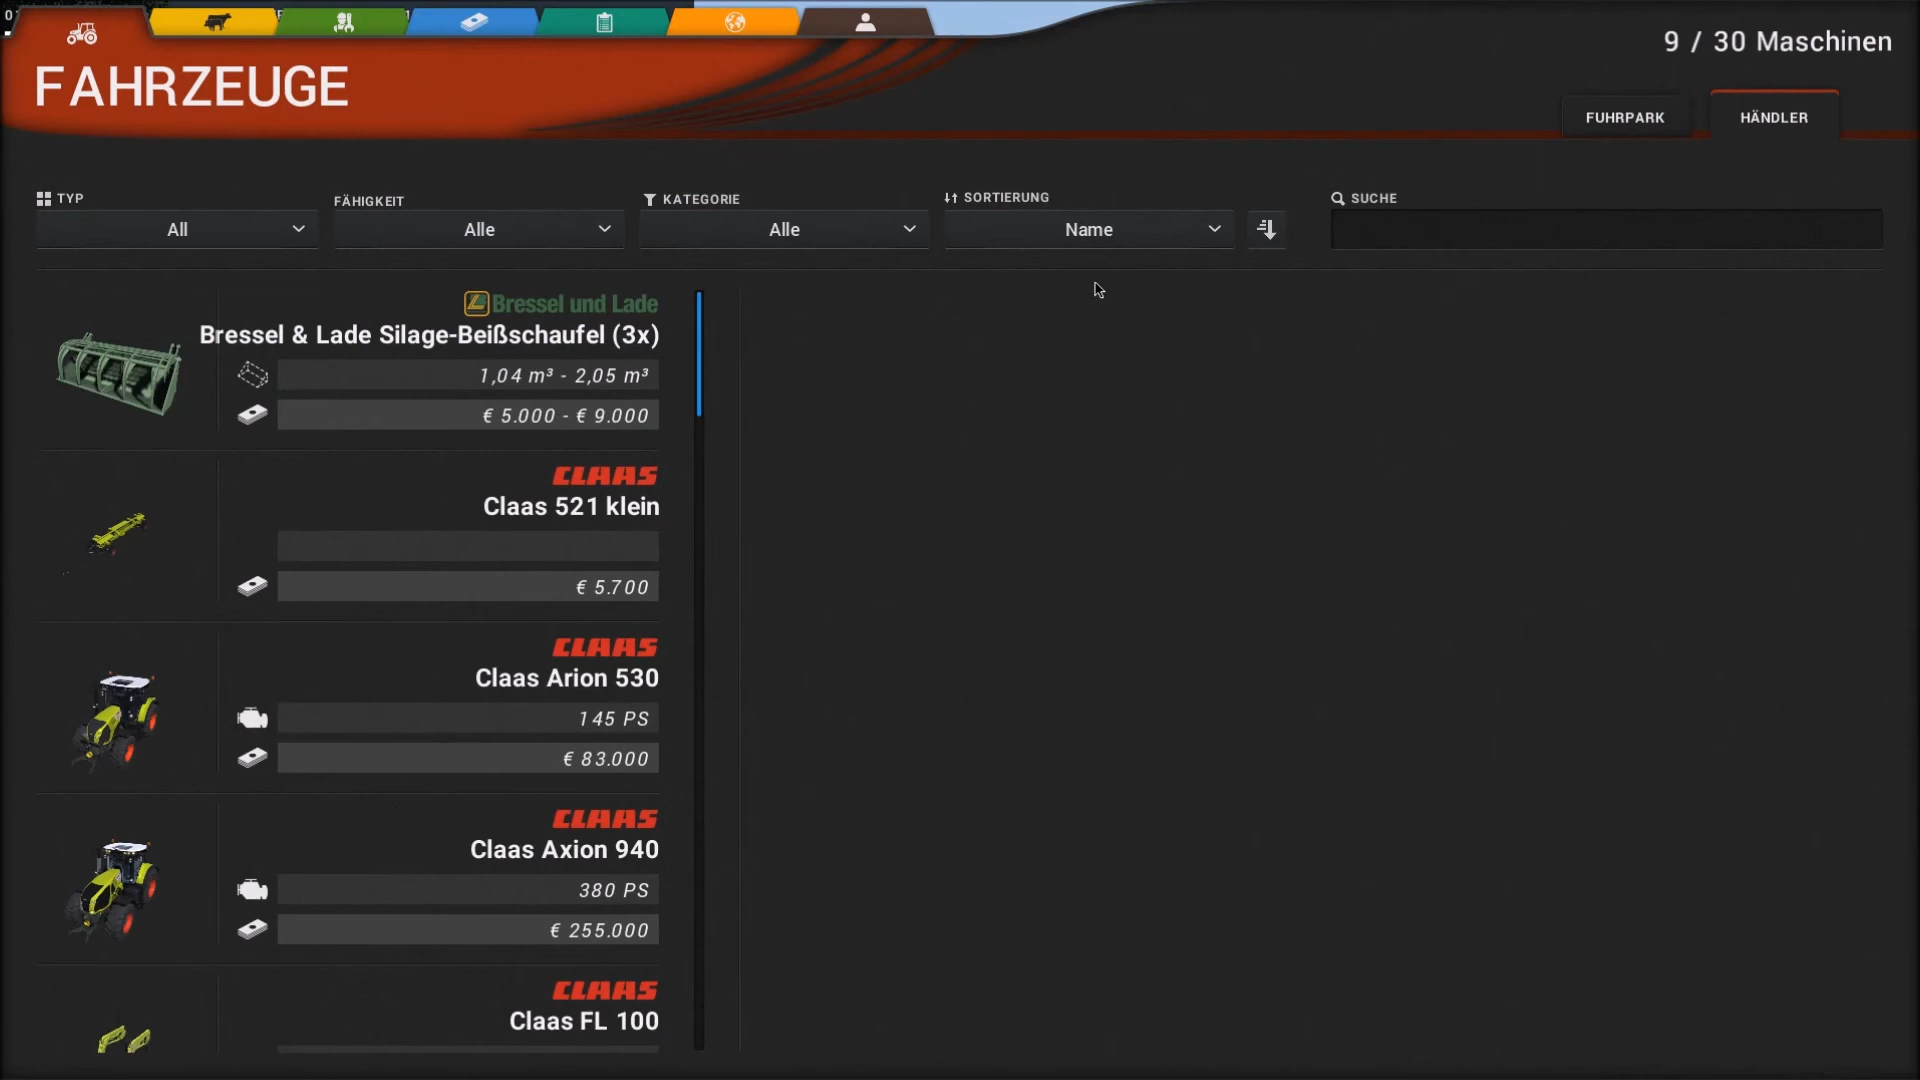 9 / 30 Maschinen
FAHRZEUGE
FUHRPARK
HÄNDLER
TYP
FÄHIGKEIT
KATEGORIE
SORTIERUNG
SUCHE
All
Alle
Alle
Name
Bressel und Lade
Bressel & Lade Silage-Beißschaufel (3x)
1,04 m³ - 2,05 m³
€ 5.000 - € 9.000
CLAAS
Claas 521 klein
€ 5.700
CLAAS
Claas Arion 530
145 PS
€ 83.000
CLAAS
Claas Axion 940
380 PS
€ 255.000
CLAAS
Claas FL 100